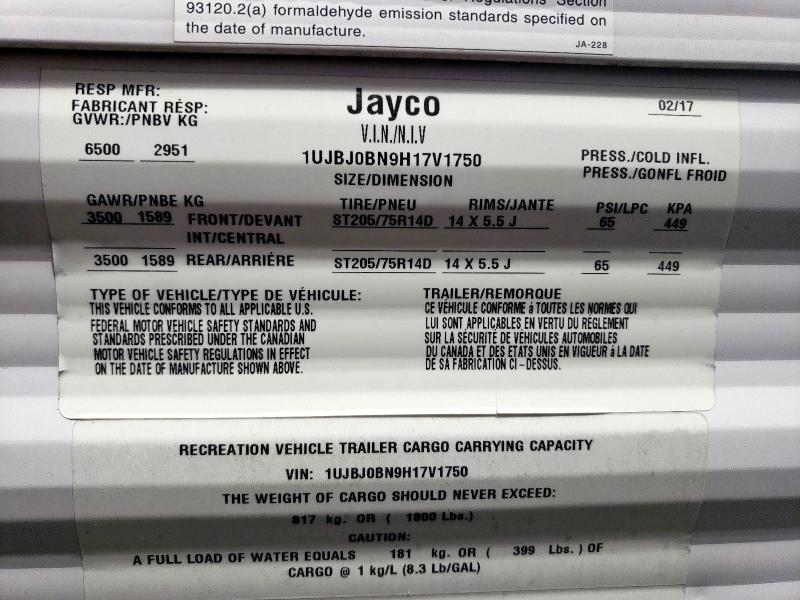 Regulations Section
93120.2(a) formaldehyde emission standards specified on
the date of manufacture.
JA-228
RESP MFR:
FABRICANT RÉSP:
GVWR:/PNBV KG
Jayco
02/17
V.I.N./N.I.V
6500 2951
1UJBJ0BN9H17V1750
PRESS./COLD INFL.
SIZE/DIMENSION
PRESS./GONFL FROID
GAWR/PNBE KG TIRE/PNEU RIMS/JANTE PSI/LPC KPA
3500 1589 FRONT/DEVANT ST205/75R14D 14 X 5.5 J 65 449
INT/CENTRAL
3500 1589 REAR/ARRIÉRE ST205/75R14D 14 X 5.5 J 65 449
TYPE OF VEHICLE/TYPE DE VÉHICULE:
THIS VEHICLE CONFORMS TO ALL APPLICABLE U.S.
FEDERAL MOTOR VEHICLE SAFETY STANDARDS AND
STANDARDS PRESCRIBED UNDER THE CANADIAN
MOTOR VEHICLE SAFETY REGULATIONS IN EFFECT
ON THE DATE OF MANUFACTURE SHOWN ABOVE.
TRAILER/REMORQUE
CE VÉHICULE CONFORME à TOUTES LES NORMES QUI
LUI SONT APPLICABLES EN VERTU DU REGLEMENT
SUR LA SÉCURITÉ DE VÉHICULES AUTOMOBILES
DU CANADA ET DES ETATS UNIS EN VIGUEUR à LA DATE
DE SA FABRICATION CI-DESSUS.
RECREATION VEHICLE TRAILER CARGO CARRYING CAPACITY
VIN: 1UJBJ0BN9H17V1750
THE WEIGHT OF CARGO SHOULD NEVER EXCEED:
817 kg. OR ( 1800 Lbs.)
CAUTION:
A FULL LOAD OF WATER EQUALS 181 kg. OR ( 399 Lbs. ) OF
CARGO @ 1 kg/L (8.3 Lb/GAL)